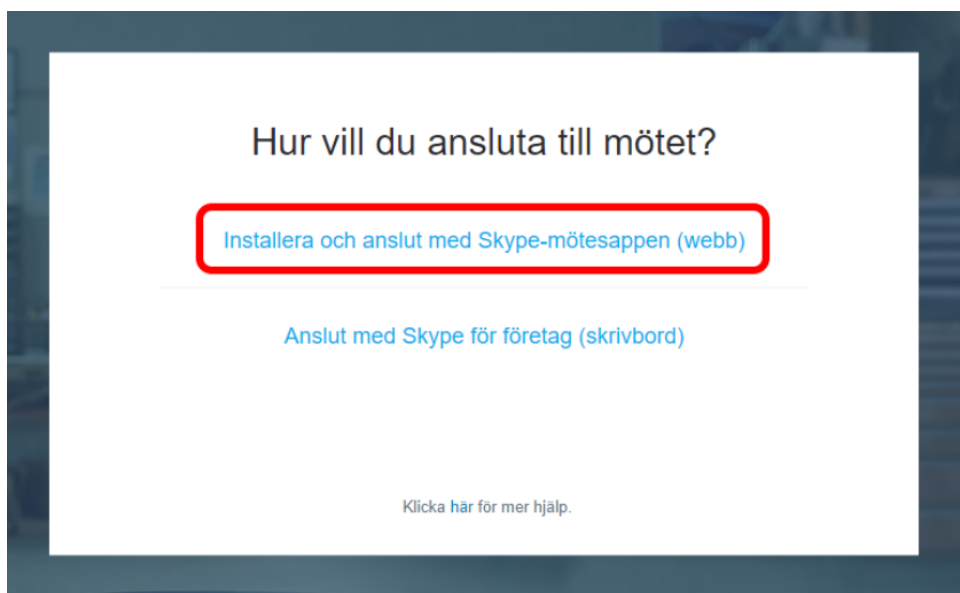 Hur vill du ansluta till mötet?
Installera och anslut med Skype-mötesappen (webb)
Anslut med Skype för företag (skrivbord)
Klicka här för mer hjälp.